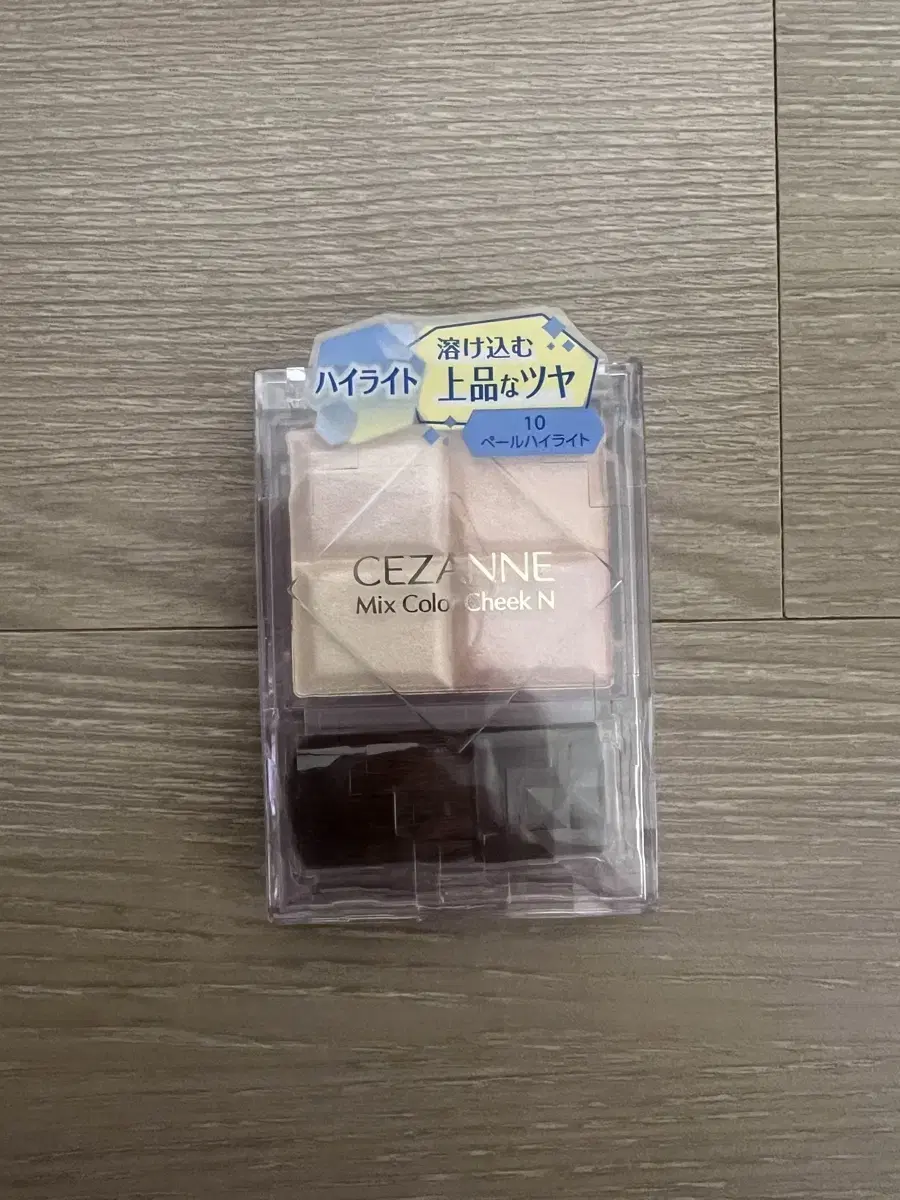 ハイライト
溶け込む
上品なツヤ
10
ペールハイライト
CEZANNE
Mix Color Cheek N